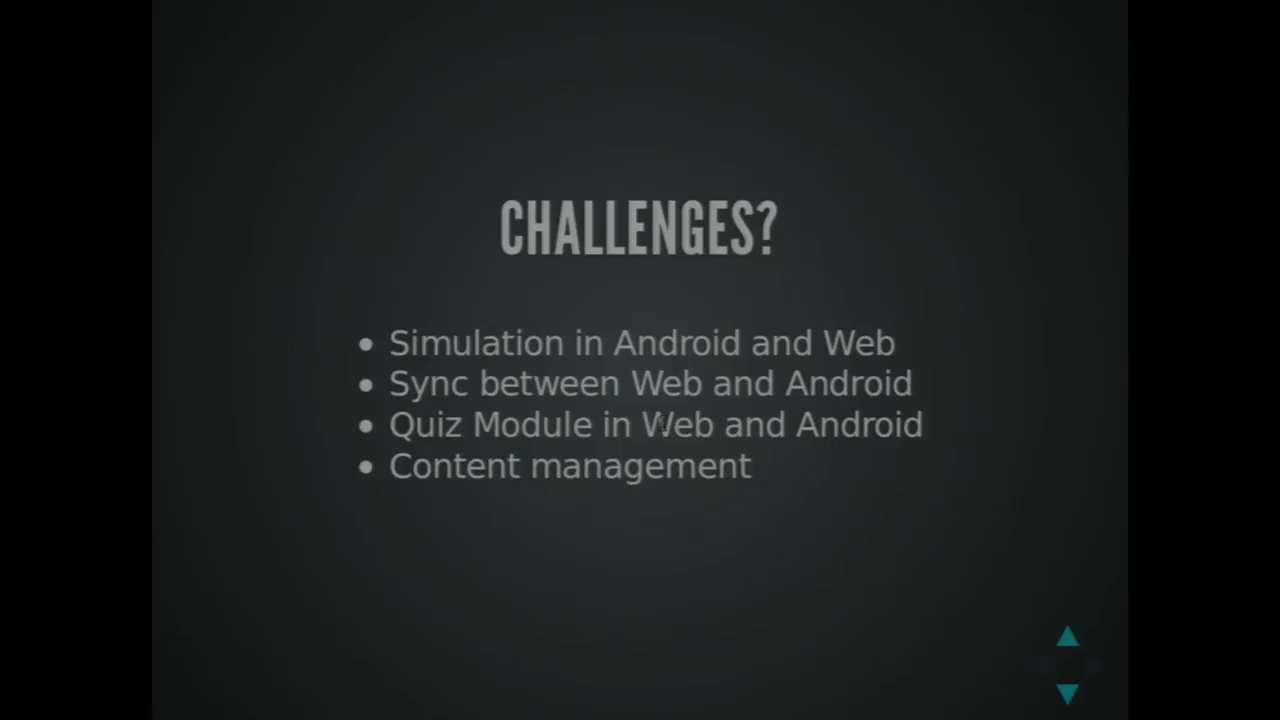 CHALLENGES?
• Simulation in Android and Web
• Sync between Web and Android
• Quiz Module in Web and Android
• Content management